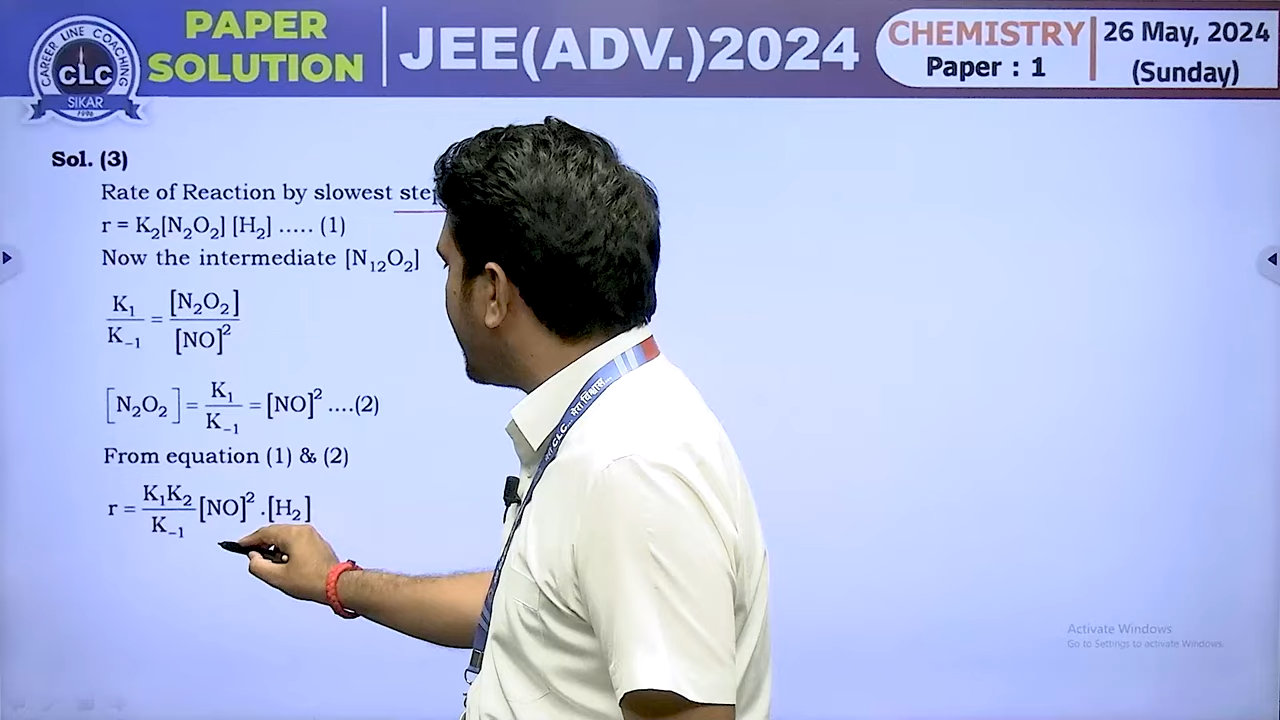 CAREER LINE COACHING
CLC
SIKAR
1996
PAPER
SOLUTION
JEE(ADV.)2024
CHEMISTRY
Paper : 1
26 May, 2024
(Sunday)
Sol. (3)
Rate of Reaction by slowest
r = K₂[N₂O₂] [H₂] ..... (1)
Now the intermediate [N₁₂O₂]
K₁/K₋₁ = [N₂O₂]/[NO]²
[N₂O₂] = K₁/K₋₁ = [NO]² ....(2)
From equation (1) & (2)
r = K₁K₂/K₋₁ [NO]² .[H₂]
CLC...
Activate Windows
Go to Settings to activate Windows.